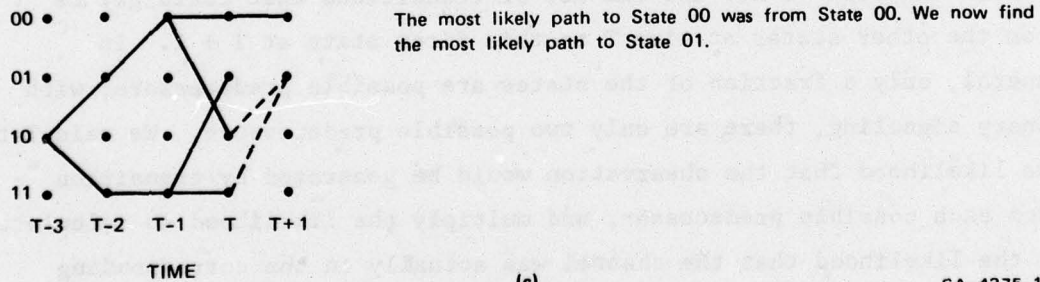 The most likely path to State 00 was from State 00. We now find
the most likely path to State 01.
00
01
10
11
T-3 T-2 T-1 T T+1
TIME